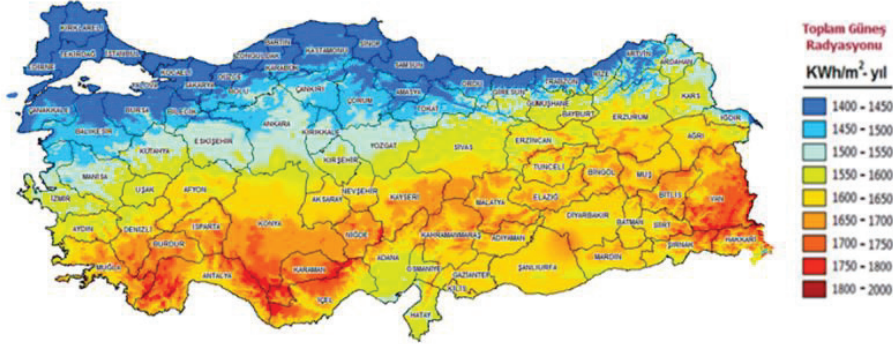 Toplam Güneş
Radyasyonu
KWh/m²-yıl
1400 - 1450
1450 - 1500
1500 - 1550
1550 - 1600
1600 - 1650
1650 - 1700
1700 - 1750
1750 - 1800
1800 - 2000
KIRKLARELİ
TEKİRDAĞ
İSTANBUL
EDİRNE
YALOVA
KOCAELİ
SAKARYA
DÜZCE
ZONGULDAK
BARTIN
KARABÜK
KASTAMONU
SİNOP
SAMSUN
ORDU
GİRESUN
TRABZON
RİZE
ARTVİN
ARDAHAN
ÇANAKKALE
BURSA
BİLECİK
BOLU
ÇANKIRI
ÇORUM
AMASYA
TOKAT
GÜMÜŞHANE
BAYBURT
ERZURUM
KARS
IĞDIR
BALIKESİR
KÜTAHYA
ESKİŞEHİR
ANKARA
KIRIKKALE
YOZGAT
SİVAS
ERZİNCAN
AĞRI
MANİSA
İZMİR
UŞAK
AFYON
KIRŞEHİR
NEVŞEHİR
AKSARAY
KAYSERİ
MALATYA
TUNCELİ
ELAZIĞ
BİNGÖL
MUŞ
BİTLİS
VAN
AYDIN
DENİZLİ
ISPARTA
BURDUR
KONYA
NİĞDE
KAHRAMANMARAŞ
ADIYAMAN
DİYARBAKIR
BATMAN
SİİRT
ŞIRNAK
HAKKARİ
MUĞLA
ANTALYA
KARAMAN
İÇEL
ADANA
OSMANİYE
GAZİANTEP
KİLİS
ŞANLIURFA
MARDİN
HATAY